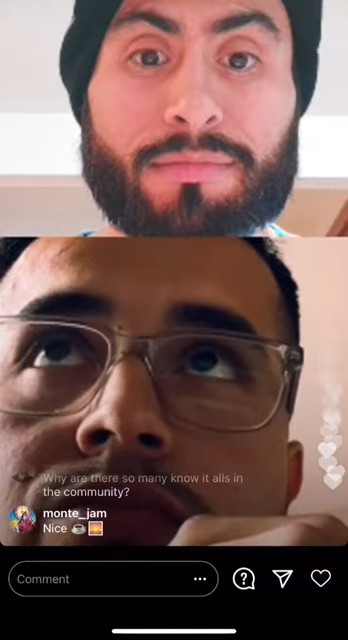 Why are there so many know it alls in
the community?
monte_jam
Nice ☕🌅
Comment